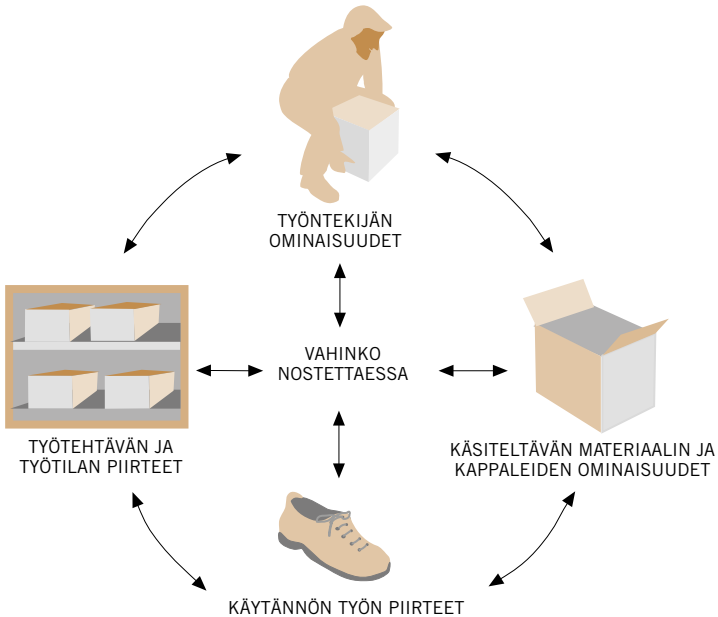 TYÖNTEKIJÄN
OMINAISUUDET
VAHINKO
NOSTETTAESSA
TYÖTEHTÄVÄN JA
TYÖTILAN PIIRTEET
KÄSITELTÄVÄN MATERIAALIN JA
KAPPALEIDEN OMINAISUUDET
KÄYTÄNNÖN TYÖN PIIRTEET